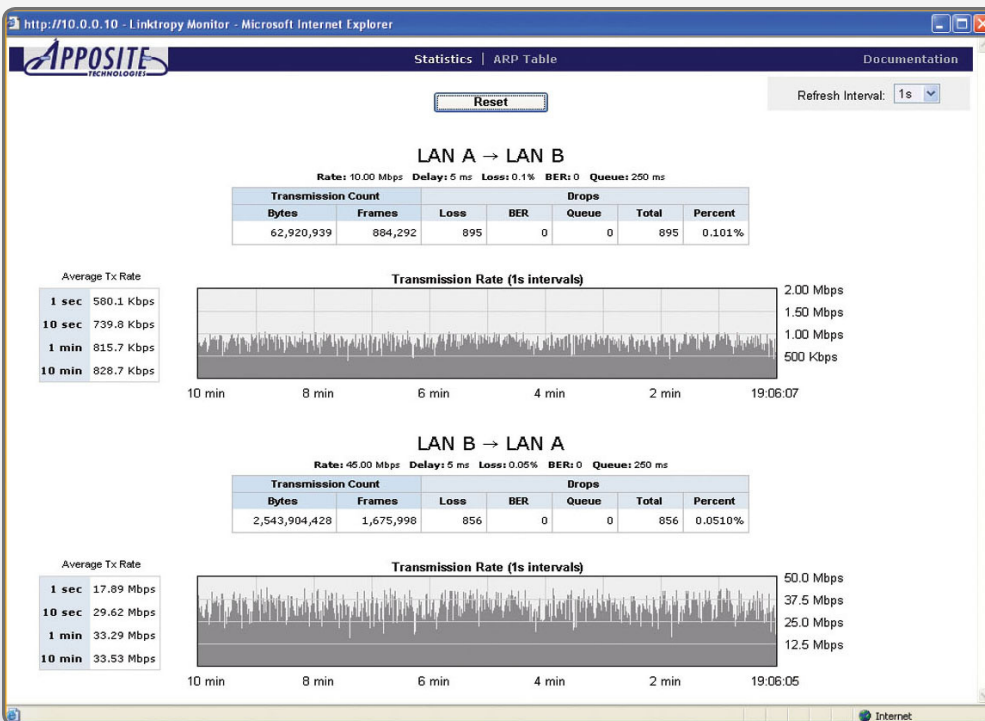 http://10.0.0.10 - Linktropy Monitor - Microsoft Internet Explorer
APPOSITE
TECHNOLOGIES
Statistics | ARP Table
Documentation
Reset
Refresh Interval: 1s
LAN A → LAN B
Rate: 10.00 Mbps Delay: 5 ms Loss: 0.1% BER: 0 Queue: 250 ms
Transmission Count Drops
Bytes Frames Loss BER Queue Total Percent
62,920,939 884,292 895 0 0 895 0.101%
Average Tx Rate
1 sec 580.1 Kbps
10 sec 739.8 Kbps
1 min 815.7 Kbps
10 min 828.7 Kbps
Transmission Rate (1s intervals)
2.00 Mbps
1.50 Mbps
1.00 Mbps
500 Kbps
10 min 8 min 6 min 4 min 2 min 19:06:07
LAN B → LAN A
Rate: 45.00 Mbps Delay: 5 ms Loss: 0.05% BER: 0 Queue: 250 ms
Transmission Count Drops
Bytes Frames Loss BER Queue Total Percent
2,543,904,428 1,675,998 856 0 0 856 0.0510%
Average Tx Rate
1 sec 17.89 Mbps
10 sec 29.62 Mbps
1 min 33.29 Mbps
10 min 33.53 Mbps
Transmission Rate (1s intervals)
50.0 Mbps
37.5 Mbps
25.0 Mbps
12.5 Mbps
10 min 8 min 6 min 4 min 2 min 19:06:05
Internet